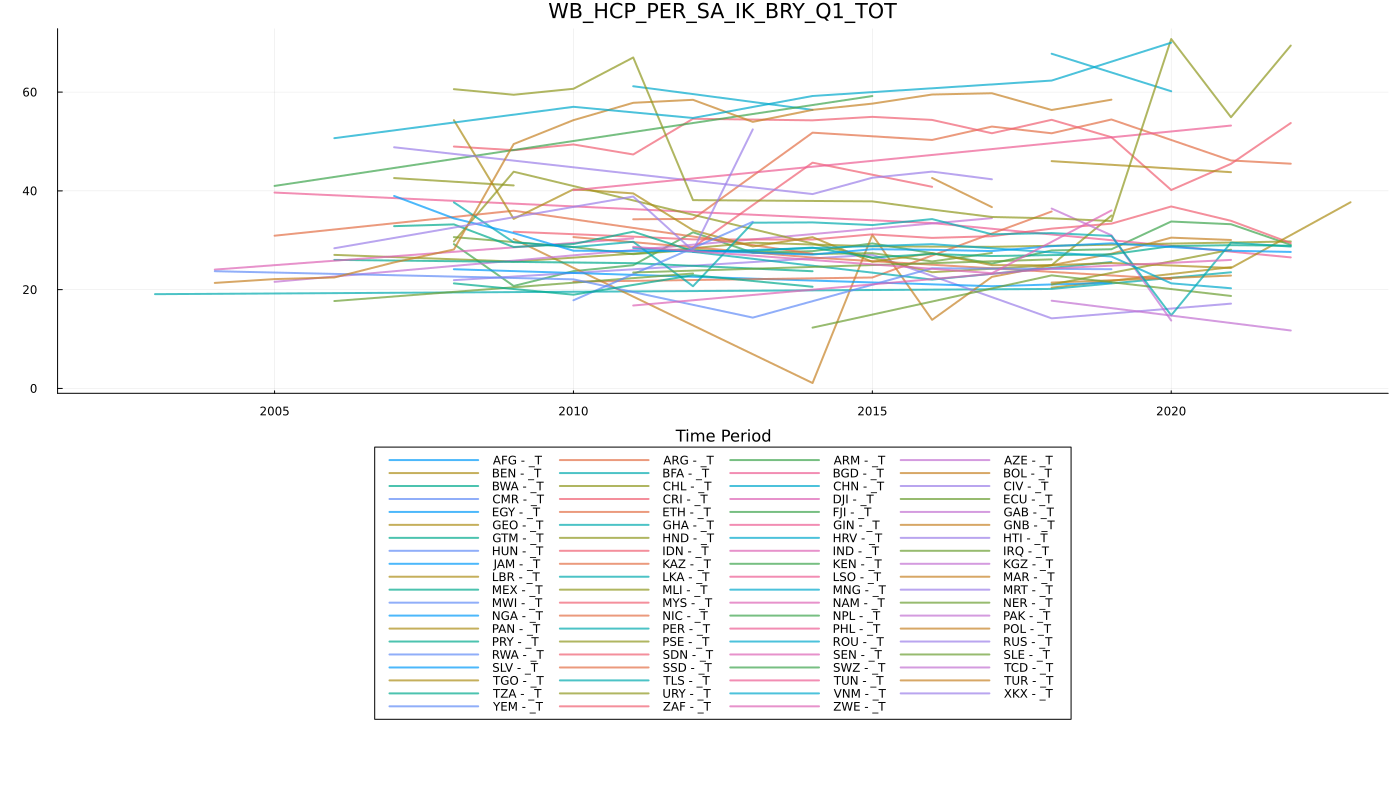 WB_HCP_PER_SA_IK_BRY_Q1_TOT
60
40
20
0
2005 2010 2015 2020
Time Period
AFG - _T ARG - _T ARM - _T AZE - _T
BEN - _T BFA - _T BGD - _T BOL - _T
BWA - _T CHL - _T CHN - _T CIV - _T
CMR - _T CRI - _T DJI - _T ECU - _T
EGY - _T ETH - _T FJI - _T GAB - _T
GEO - _T GHA - _T GIN - _T GNB - _T
GTM - _T HND - _T HRV - _T HTI - _T
HUN - _T IDN - _T IND - _T IRQ - _T
JAM - _T KAZ - _T KEN - _T KGZ - _T
LBR - _T LKA - _T LSO - _T MAR - _T
MEX - _T MLI - _T MNG - _T MRT - _T
MWI - _T MYS - _T NAM - _T NER - _T
NGA - _T NIC - _T NPL - _T PAK - _T
PAN - _T PER - _T PHL - _T POL - _T
PRY - _T PSE - _T ROU - _T RUS - _T
RWA - _T SDN - _T SEN - _T SLE - _T
SLV - _T SSD - _T SWZ - _T TCD - _T
TGO - _T TLS - _T TUN - _T TUR - _T
TZA - _T URY - _T VNM - _T XKX - _T
YEM - _T ZAF - _T ZWE - _T